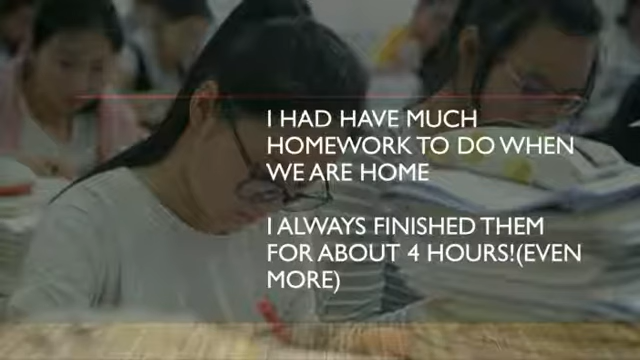 I HAD HAVE MUCH
HOMEWORK TO DO WHEN
WE ARE HOME
I ALWAYS FINISHED THEM
FOR ABOUT 4 HOURS!(EVEN
MORE)